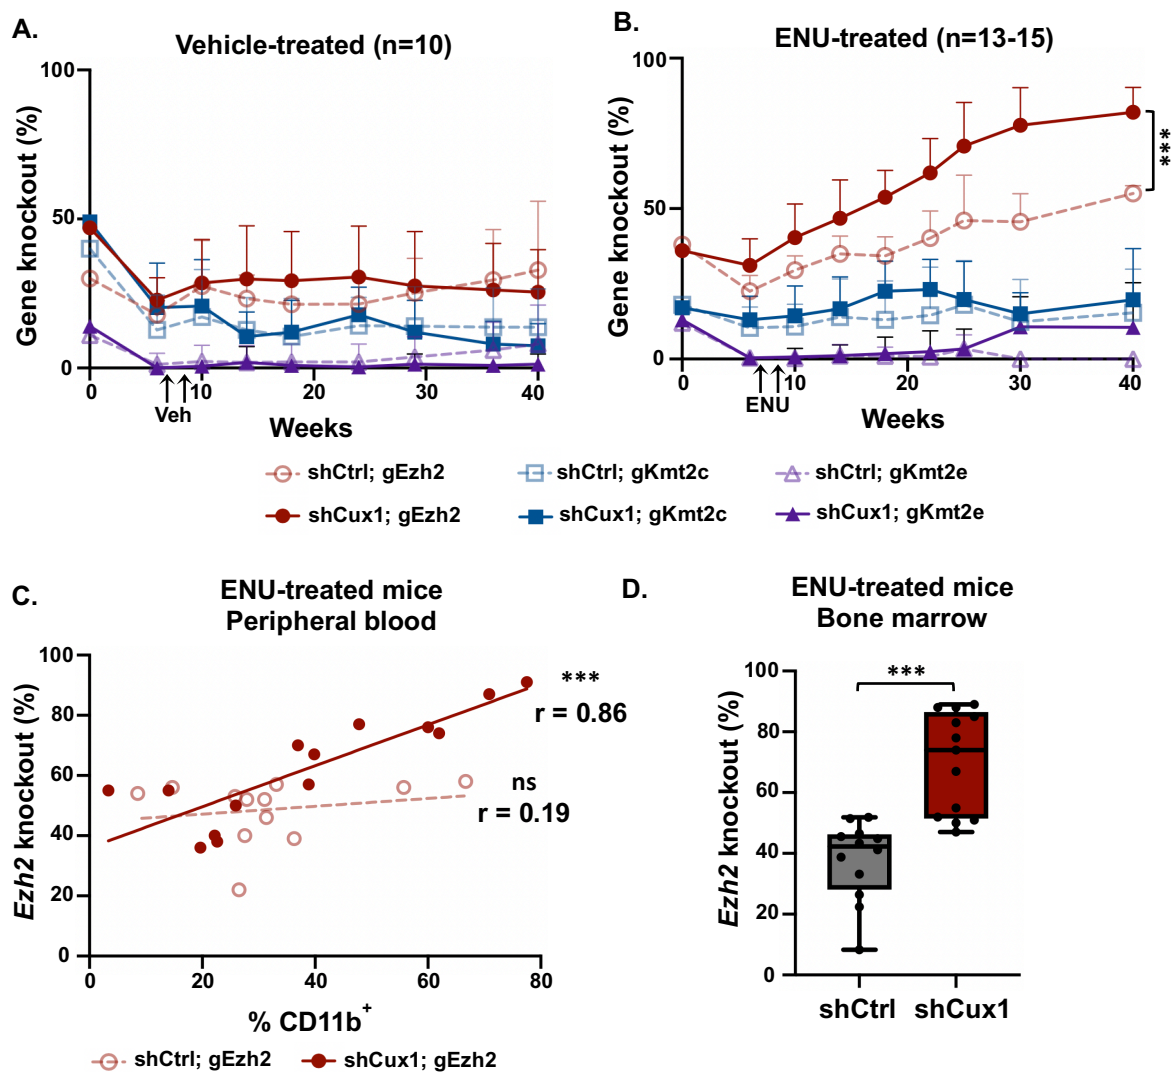 A.
Vehicle-treated (n=10)
Gene knockout (%)
100
50
0
0
10
20
30
40
Veh
Weeks
B.
ENU-treated (n=13-15)
Gene knockout (%)
100
50
0
0
10
20
30
40
ENU
Weeks
***
shCtrl; gEzh2
shCtrl; gKmt2c
shCtrl; gKmt2e
shCux1; gEzh2
shCux1; gKmt2c
shCux1; gKmt2e
C.
ENU-treated mice
Peripheral blood
Ezh2 knockout (%)
100
80
60
40
20
0
0
20
40
60
80
***
r = 0.86
ns
r = 0.19
% CD11b+
shCtrl; gEzh2
shCux1; gEzh2
D.
ENU-treated mice
Bone marrow
Ezh2 knockout (%)
100
80
60
40
20
0
***
shCtrl
shCux1